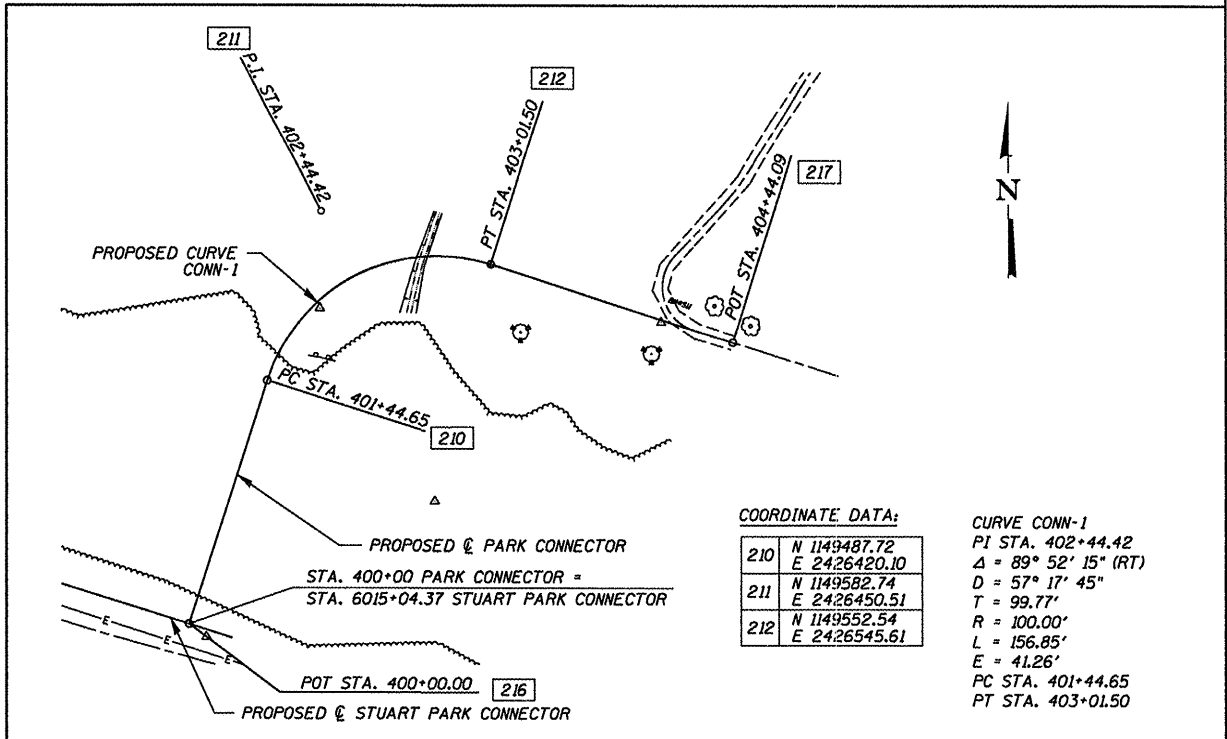 211
P.I. STA. 402+44.42
212
PT STA. 403+01.50
217
POT STA. 404+44.09
N
PROPOSED CURVE
CONN-1
PC STA. 401+44.65
210
PROPOSED ℄ PARK CONNECTOR
STA. 400+00 PARK CONNECTOR =
STA. 6015+04.37 STUART PARK CONNECTOR
E
E
E
E
POT STA. 400+00.00
216
PROPOSED ℄ STUART PARK CONNECTOR
COORDINATE DATA:
210 N 1149487.72
E 2426420.10
211 N 1149582.74
E 2426450.51
212 N 1149552.54
E 2426545.61
CURVE CONN-1
PI STA. 402+44.42
Δ = 89° 52' 15" (RT)
D = 57° 17' 45"
T = 99.77'
R = 100.00'
L = 156.85'
E = 41.26'
PC STA. 401+44.65
PT STA. 403+01.50